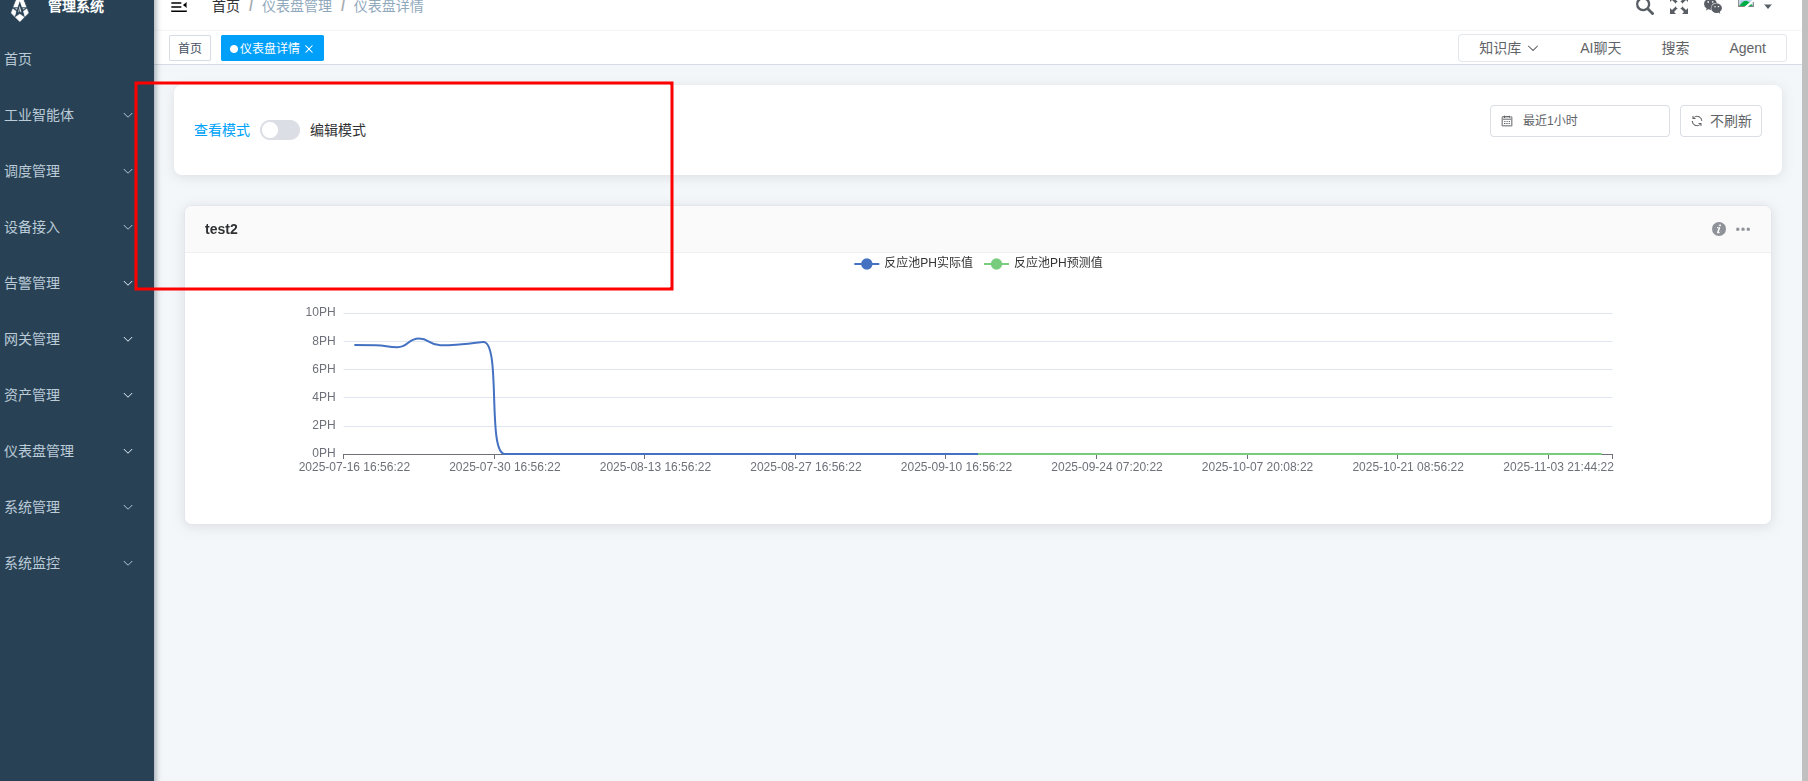 管理系统
首页 / 仪表盘管理 / 仪表盘详情
首页
仪表盘详情
知识库
AI聊天
搜索
Agent
首页
工业智能体
调度管理
设备接入
告警管理
网关管理
资产管理
仪表盘管理
系统管理
系统监控
查看模式
编辑模式
最近1小时
不刷新
test2
反应池PH实际值
反应池PH预测值
10PH
8PH
6PH
4PH
2PH
0PH
2025-07-16 16:56:22
2025-07-30 16:56:22
2025-08-13 16:56:22
2025-08-27 16:56:22
2025-09-10 16:56:22
2025-09-24 07:20:22
2025-10-07 20:08:22
2025-10-21 08:56:22
2025-11-03 21:44:22